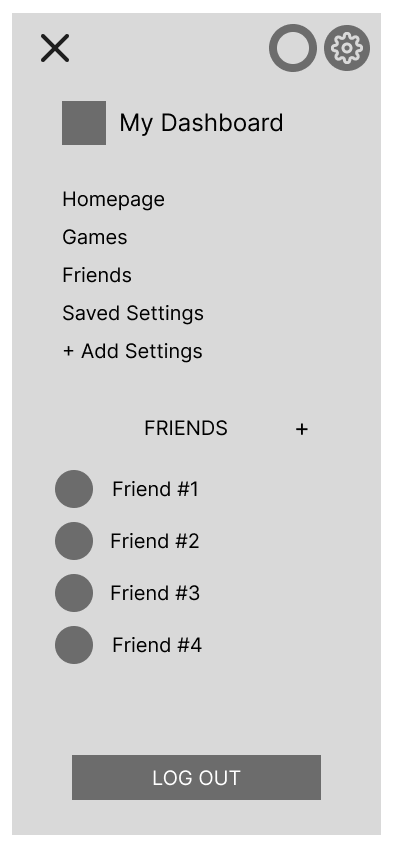 My Dashboard
Homepage
Games
Friends
Saved Settings
+ Add Settings
FRIENDS +
Friend #1
Friend #2
Friend #3
Friend #4
LOG OUT